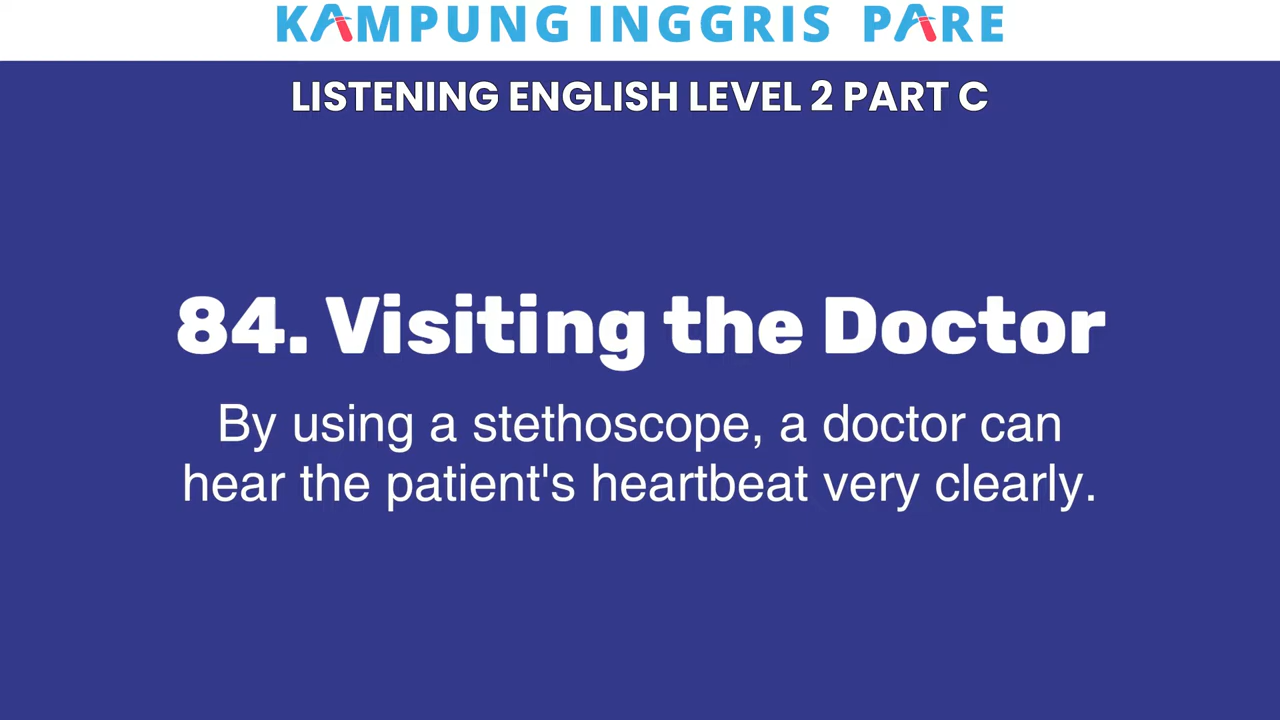 KAMPUNG INGGRIS PARE
LISTENING ENGLISH LEVEL 2 PART C
84. Visiting the Doctor
By using a stethoscope, a doctor can
hear the patient's heartbeat very clearly.